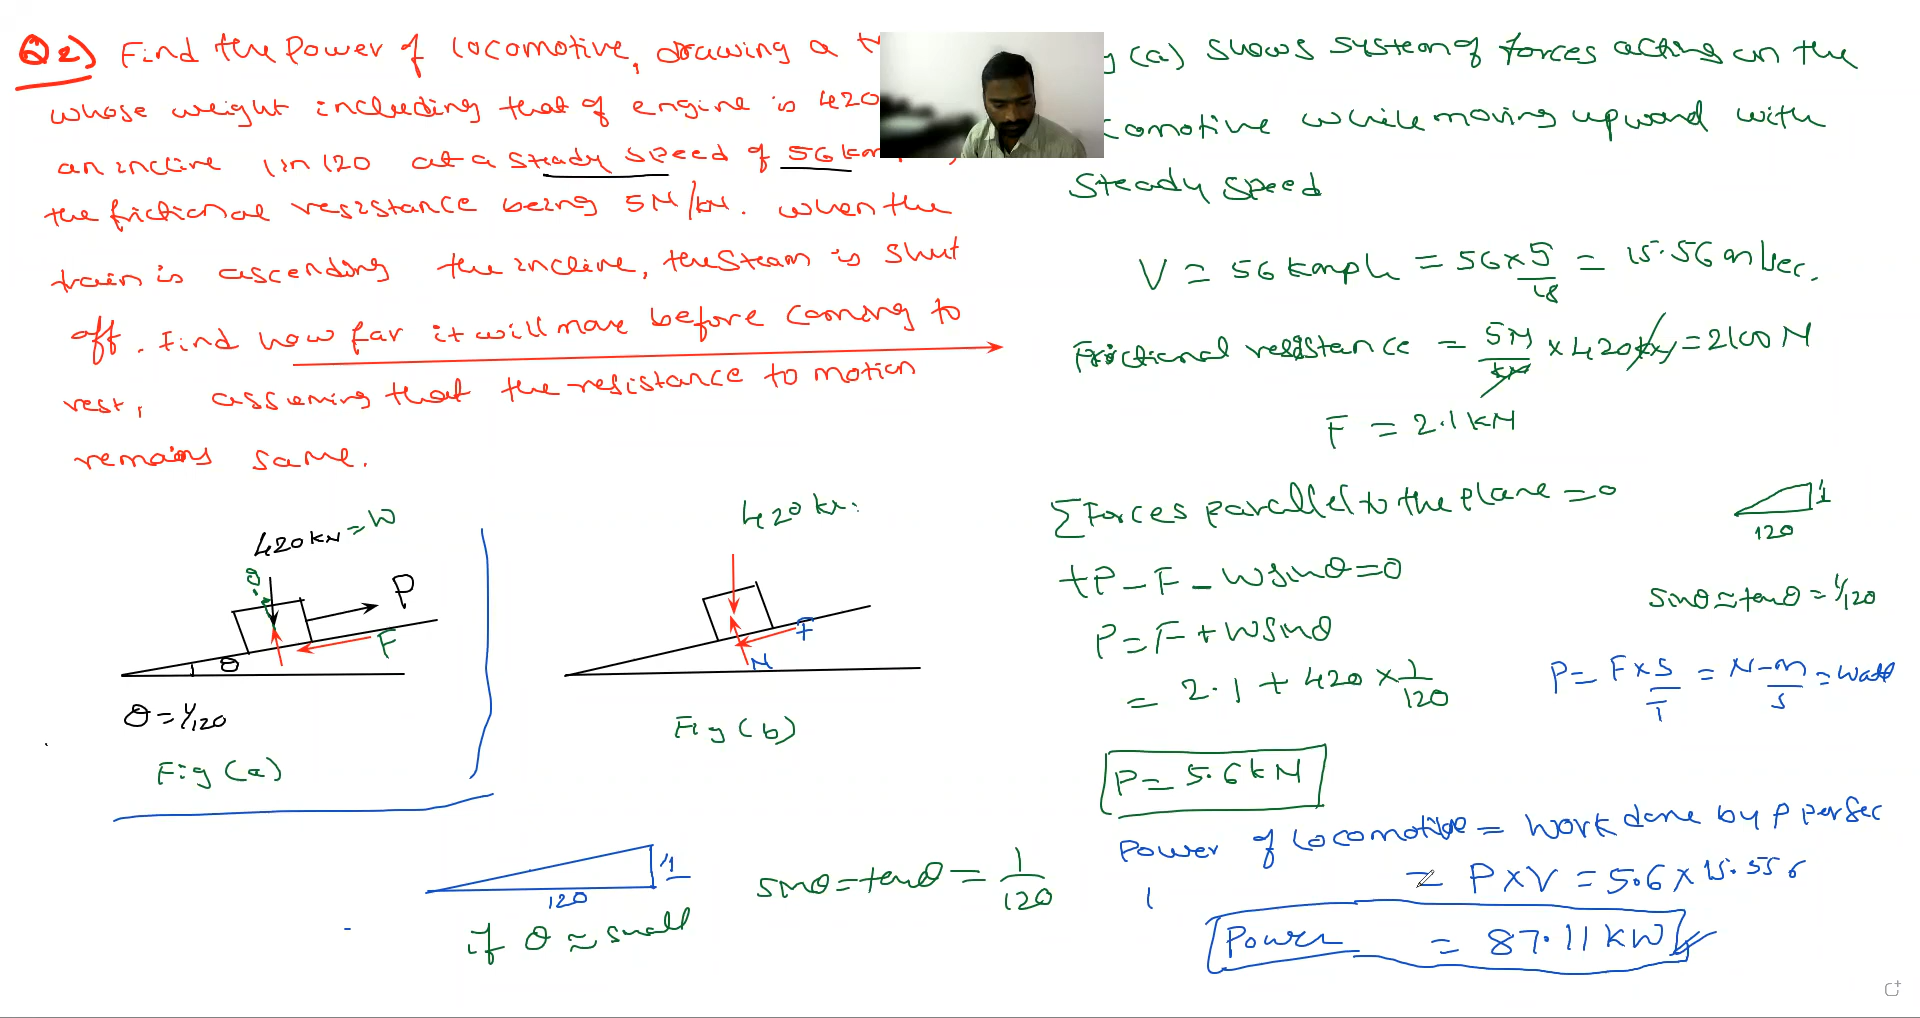 Q2) Find the Power of locomotive, drawing a
whose weight including that of engine is 420
an incline 1 in 120 at a steady speed of 56 km
the frictional resistance being 5N/kN. When the
train is ascending the incline, the steam is shut
off. Find how far it will move before coming to
rest, assuming that the resistance to motion
remains same.
420kN = W
P
F
θ
θ = 1/120
Fig (a)
420 kN.
F
N
Fig (b)
1
120
if θ ≈ small
sinθ = tanθ = 1/120
(a) shows system of forces acting on the
comotive while moving upward with
steady speed
V = 56 kmph = 56 × 5/18 = 15.56 m/sec.
Frictional resistance = 5N/kN × 420kN = 2100 N
F = 2.1 kN
Σ Forces parallel to the plane = 0
1
120
+P - F - W sinθ = 0
sinθ ≈ tanθ = 1/120
P = F + W sinθ
= 2.1 + 420 × 1/120
P = F × S/T = N-m/s = watt
P = 5.6 kN
Power of locomotive = Work done by P per sec
= P × V = 5.6 × 15.556
Power = 87.11 kW